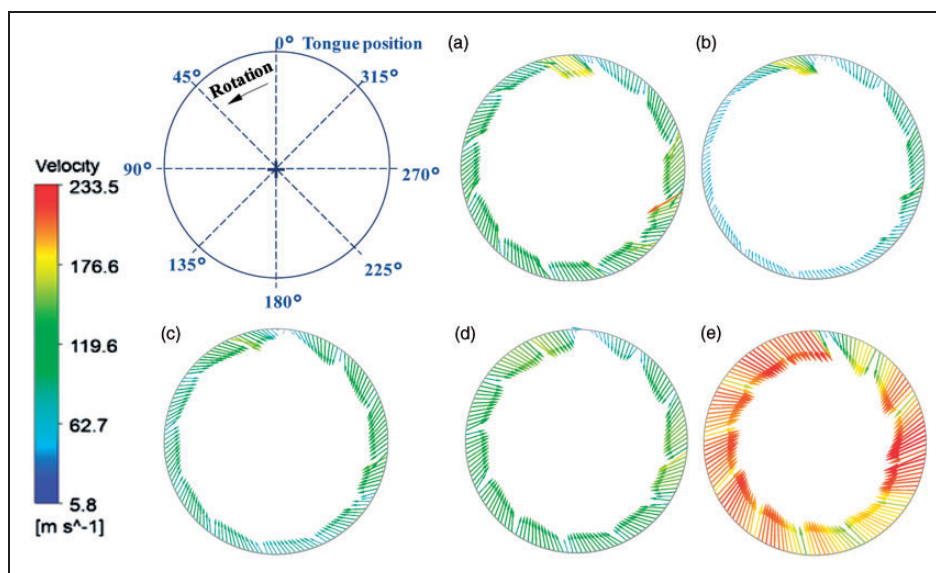 0° Tongue position
45°
315°
Rotation
90°
270°
135°
225°
180°
(a)
(b)
Velocity
233.5
176.6
119.6
62.7
5.8
[m s^-1]
(c)
(d)
(e)